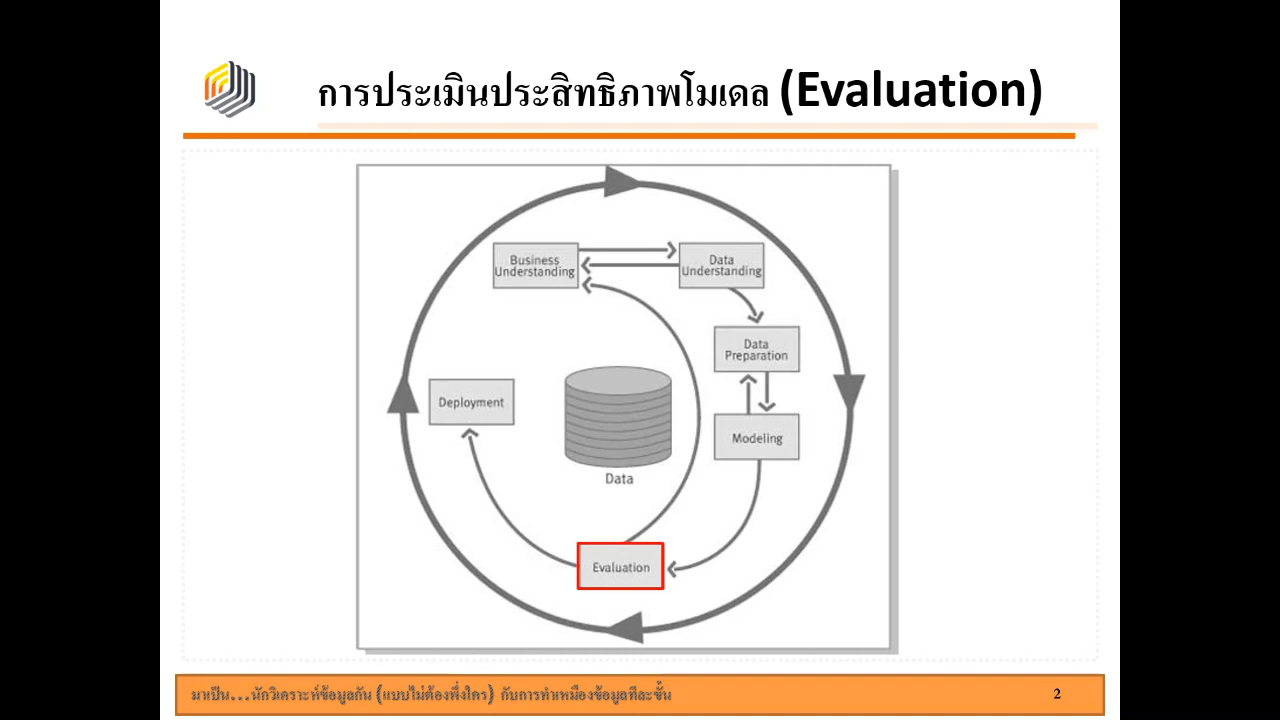 การประเมินประสิทธิภาพโมเดล (Evaluation)
Business
Understanding
Data
Understanding
Data
Preparation
Deployment
Modeling
Data
Evaluation
มาเป็น...นักวิเคราะห์ข้อมูลกัน (แบบไม่ต้องพึ่งใคร) กับการทำเหมืองข้อมูลทีละขั้น
2